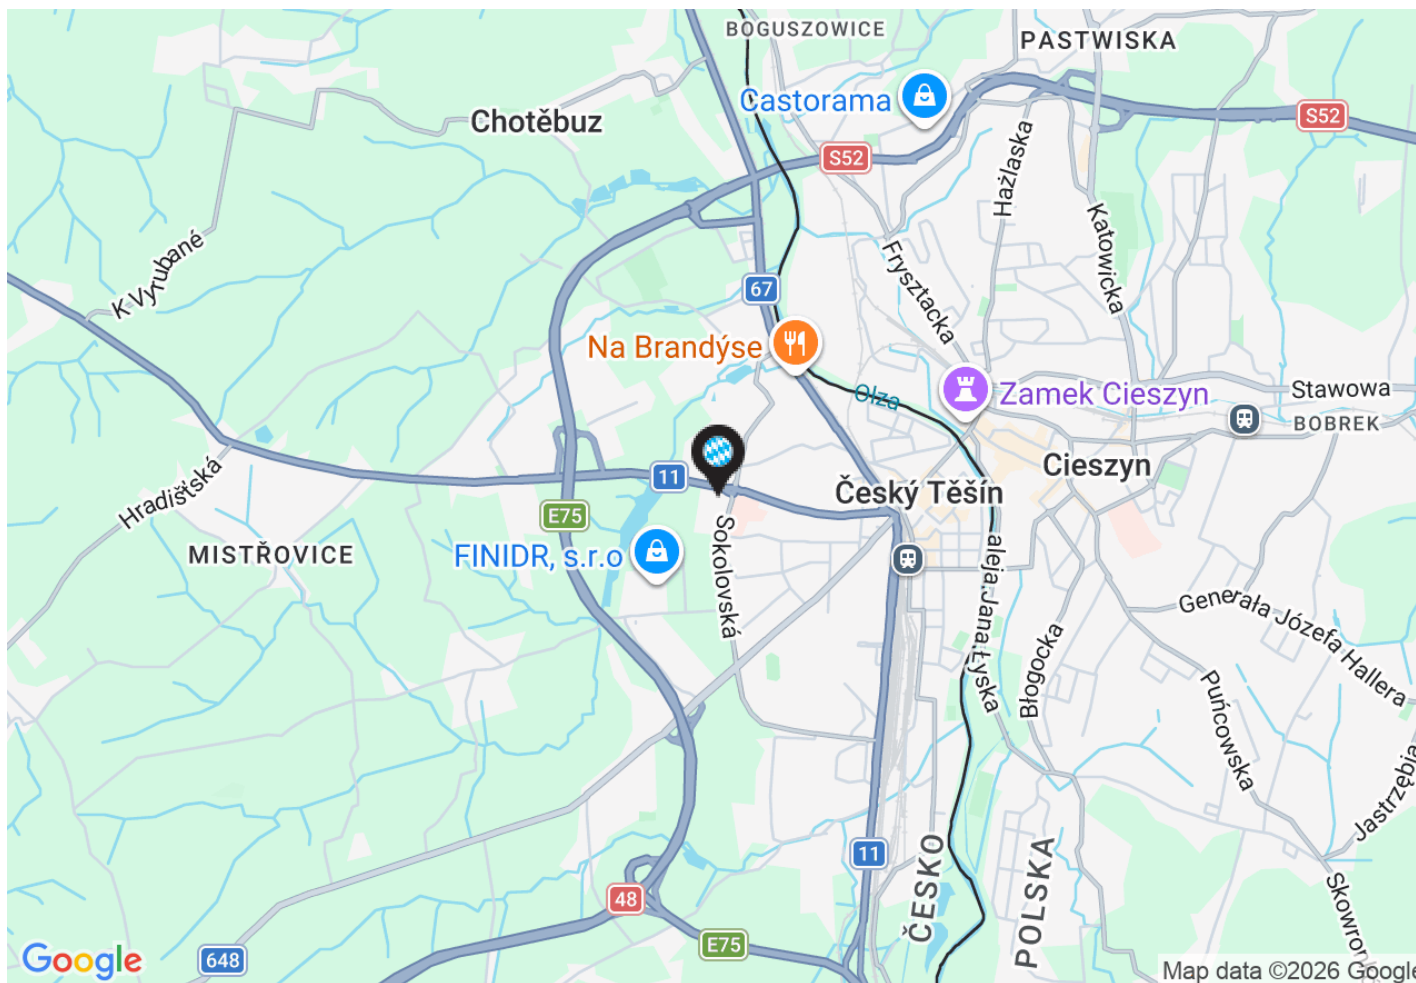 BOGUSZOWICE
PASTWISKA
Castorama
Chotěbuz
S52
S52
Hażlaska
Katowicka
K Vyrubané
Frysztacka
67
Na Brandýse
Olza
Zamek Cieszyn
Stawowa
BOBREK
Hradišťská
11
Český Těšín
Cieszyn
E75
MISTŘOVICE
FINIDR, s.r.o
Sokolovská
aleja Jana Łyska
Generała Józefa Hallera
Błogocka
Puńcowska
Jastrzębia
11
ČESKO
POLSKA
48
Skowronk
E75
648
Google
Map data ©2026 Google